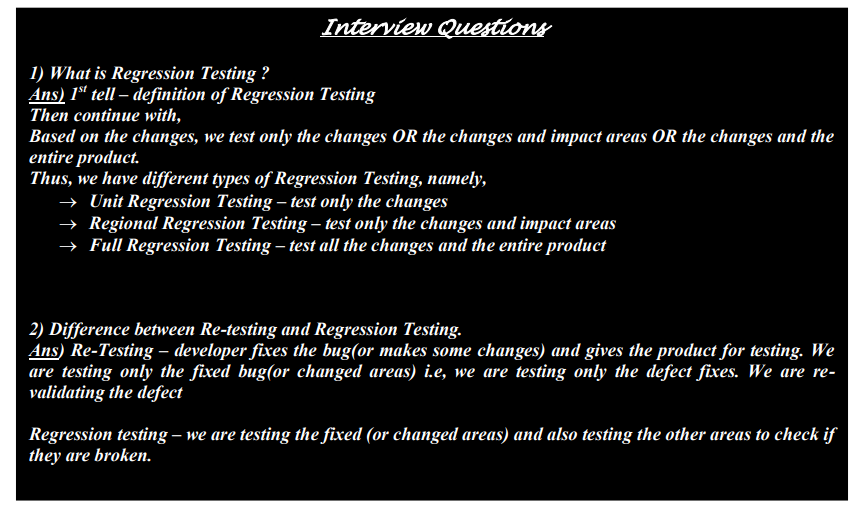 Interview Questions
1) What is Regression Testing ?
Ans) 1st tell – definition of Regression Testing
Then continue with,
Based on the changes, we test only the changes OR the changes and impact areas OR the changes and the
entire product.
Thus, we have different types of Regression Testing, namely,
→ Unit Regression Testing – test only the changes
→ Regional Regression Testing – test only the changes and impact areas
→ Full Regression Testing – test all the changes and the entire product
2) Difference between Re-testing and Regression Testing.
Ans) Re-Testing – developer fixes the bug(or makes some changes) and gives the product for testing. We
are testing only the fixed bug(or changed areas) i.e, we are testing only the defect fixes. We are re-
validating the defect
Regression testing – we are testing the fixed (or changed areas) and also testing the other areas to check if
they are broken.